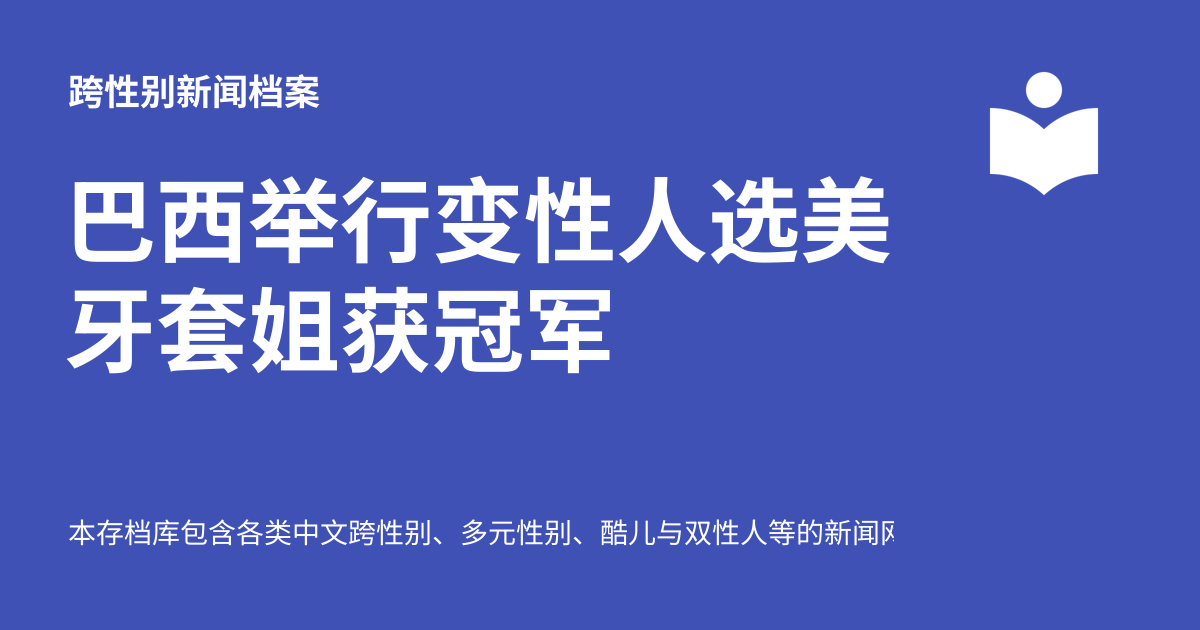 跨性别新闻档案
巴西举行变性人选美
牙套姐获冠军
本存档库包含各类中文跨性别、多元性别、酷儿与双性人等的新闻网